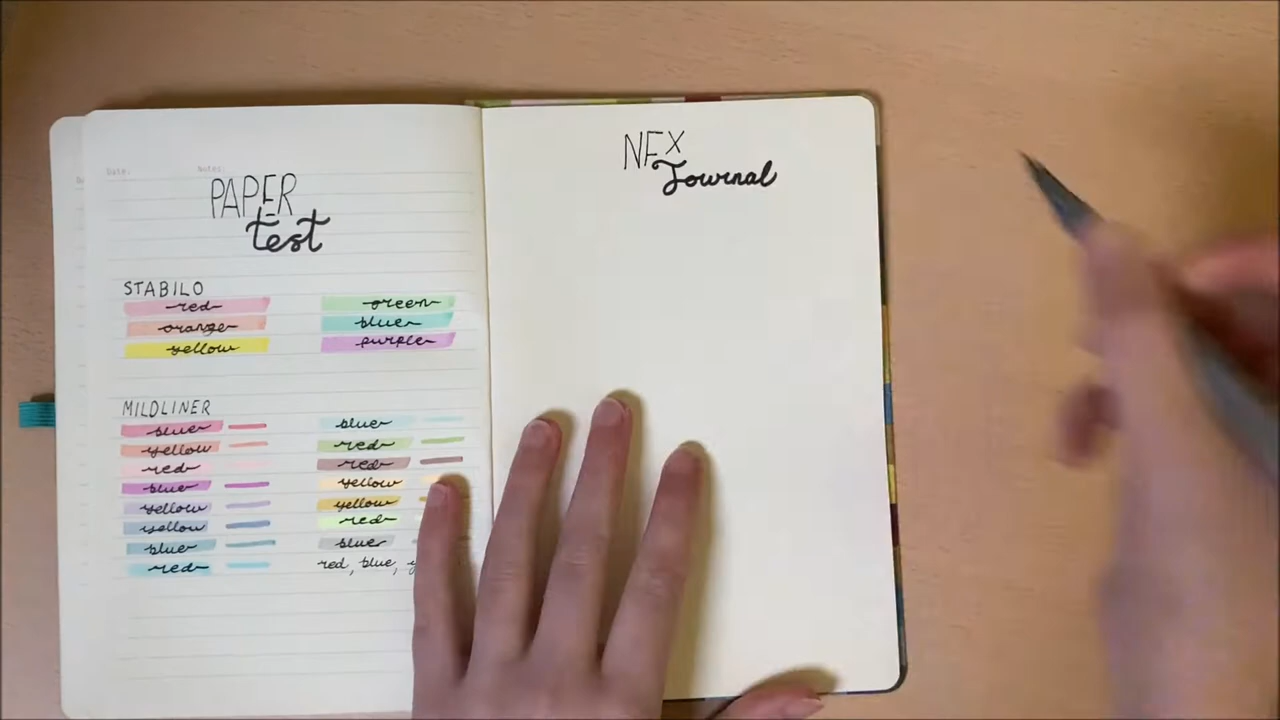 Date: Notes:
PAPER
test
STABILO
red green
orange blue
yellow purple
MILDLINER
blue blue
yellow red
red red
blue yellow
yellow yellow
yellow red
blue blue
red red, blue,
NFX
Journal